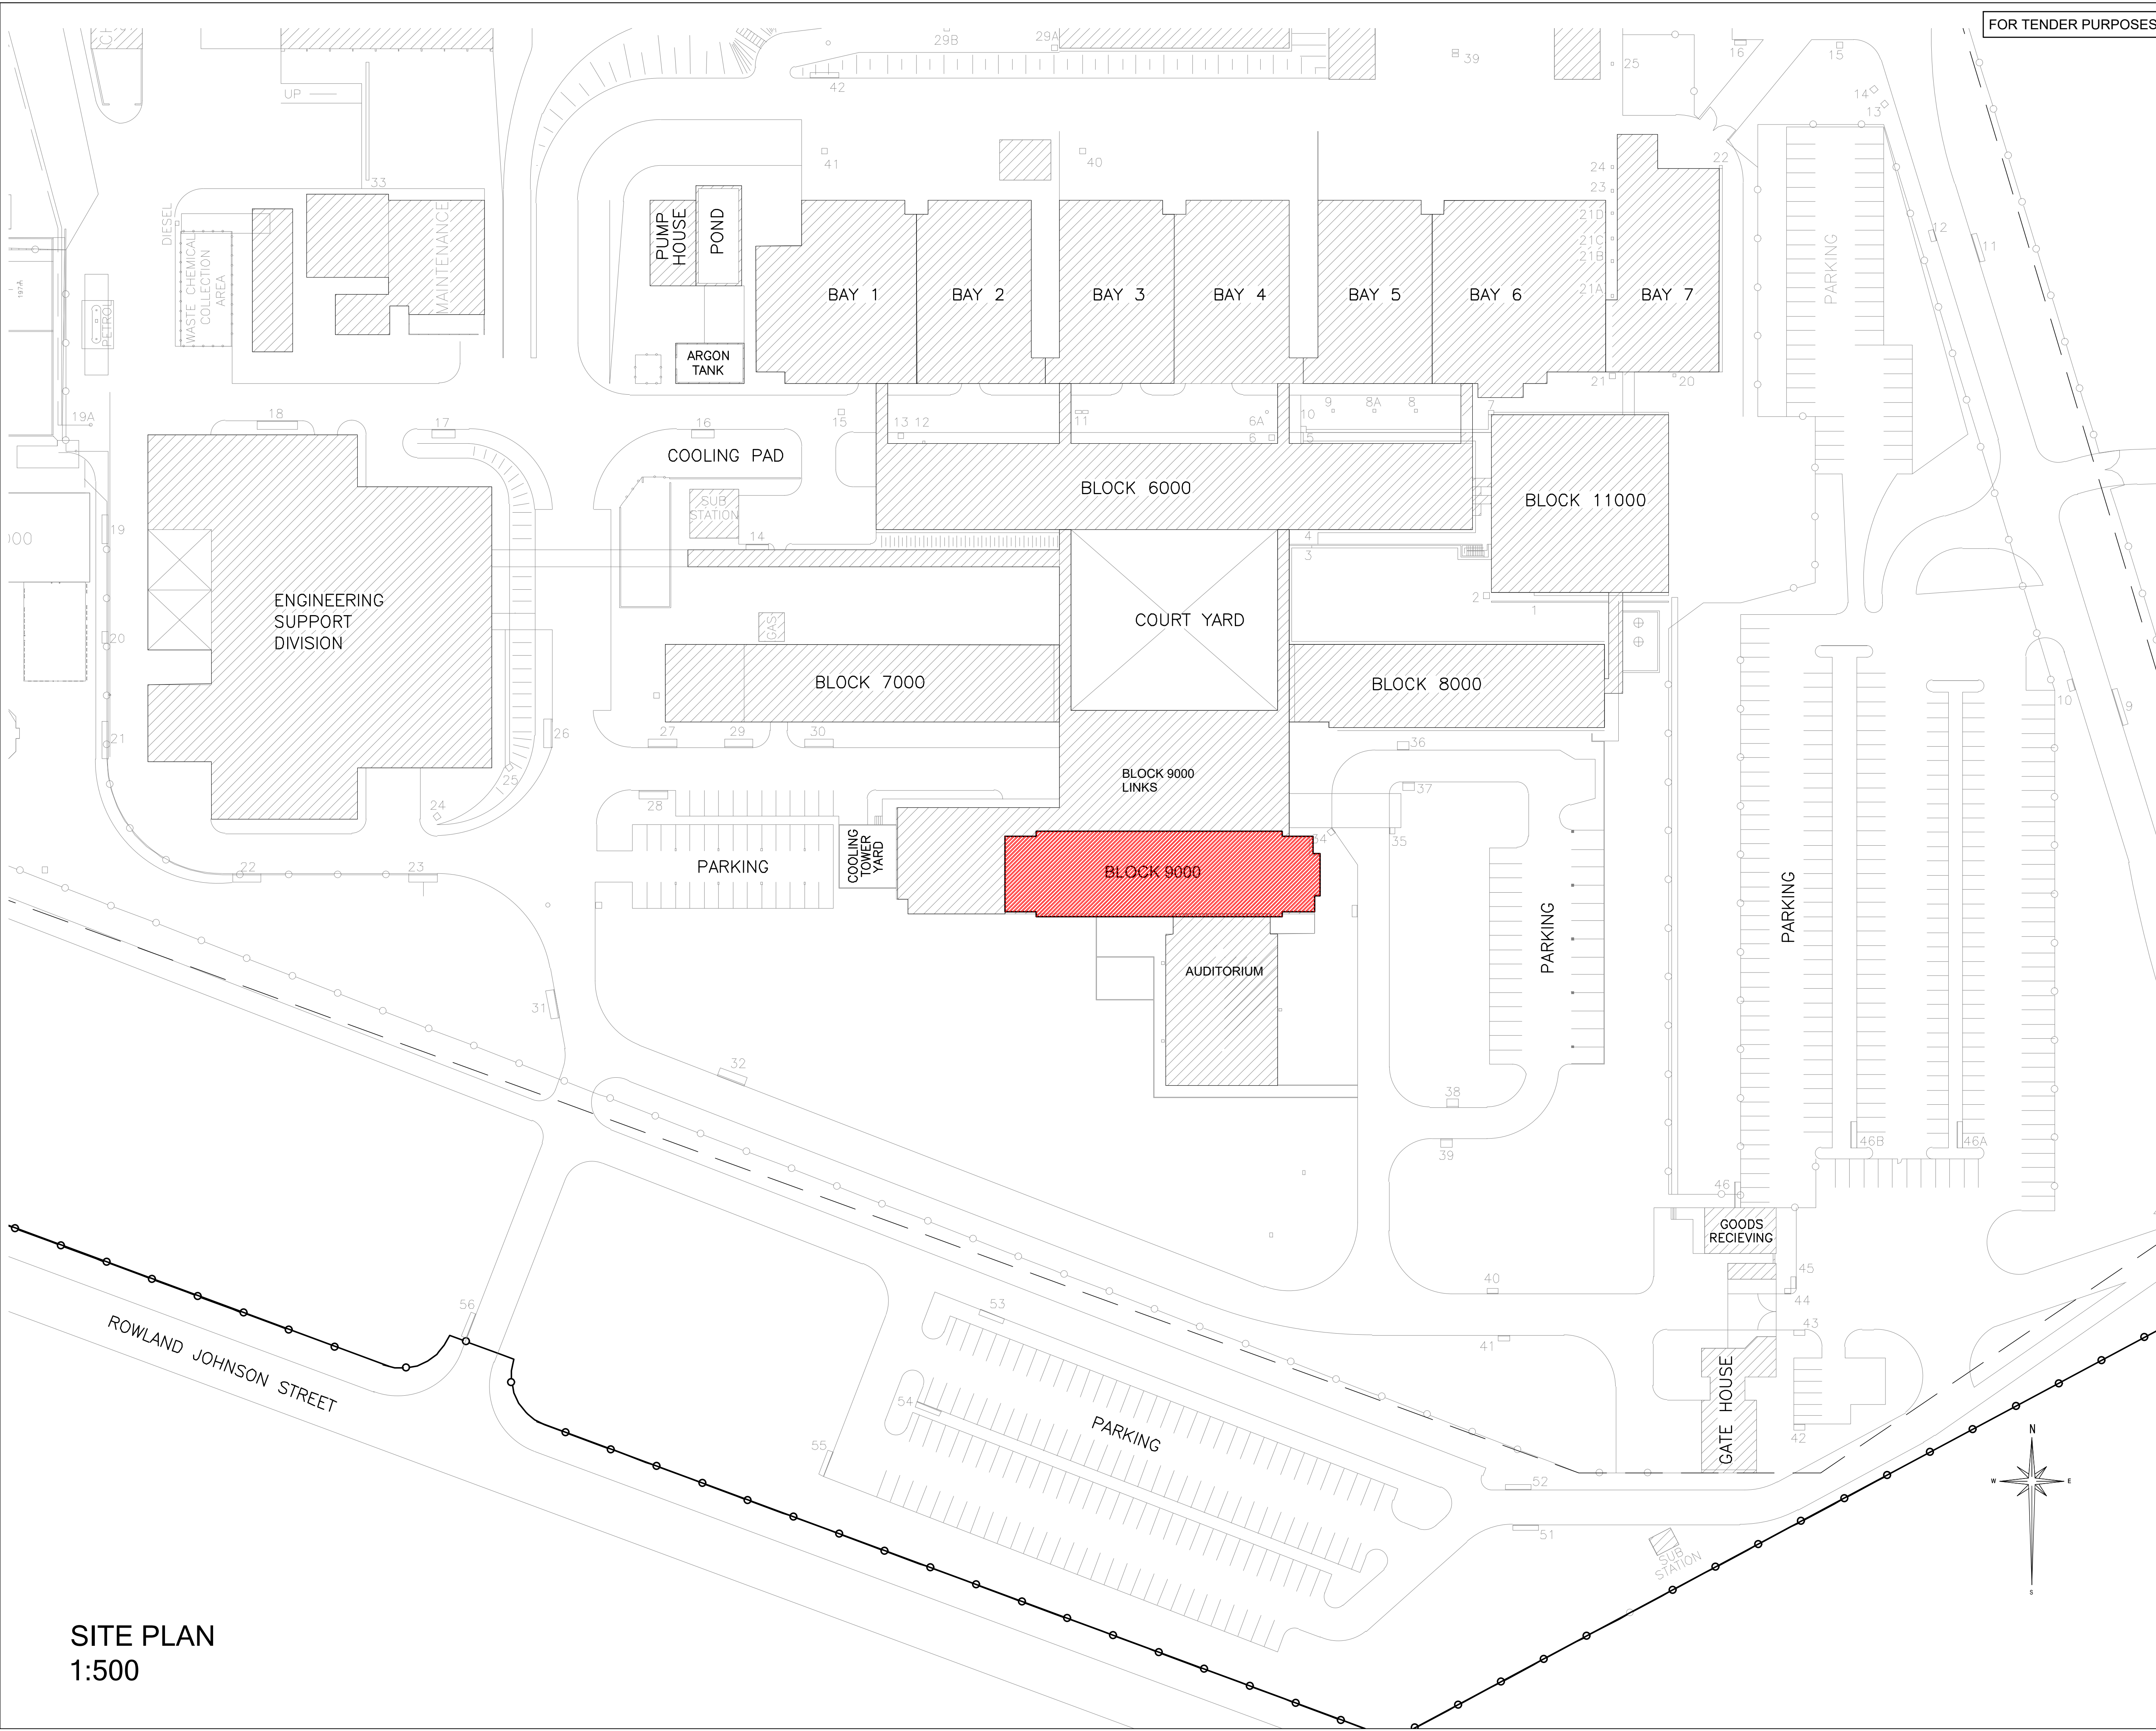 FOR TENDER PURPOSES
29B
29A
42
39
25
16
15
14
13
UP
41
40
33
24
23
22
21D
21C
21B
21A
DIESEL
WASTE CHEMICAL
COLLECTION
AREA
MAINTENANCE
PETROL
197m
PUMP
HOUSE
POND
ARGON
TANK
BAY 1
BAY 2
BAY 3
BAY 4
BAY 5
BAY 6
BAY 7
PARKING
12
11
21
20
19A
18
17
16
15
13
12
11
6A
6
10
5
9
8A
8
7
COOLING PAD
SUB
STATION
14
BLOCK 6000
BLOCK 11000
4
3
2
1
19
20
21
ENGINEERING
SUPPORT
DIVISION
GAS
COURT YARD
BLOCK 7000
BLOCK 8000
10
9
26
25
24
27
29
30
28
36
37
34
35
BLOCK 9000
LINKS
COOLING
TOWER
YARD
PARKING
BLOCK 9000
22
23
PARKING
PARKING
AUDITORIUM
31
32
38
39
46B
46A
46
GOODS
RECIEVING
40
45
44
43
41
GATE HOUSE
42
56
53
54
55
PARKING
52
51
SUB
STATION
ROWLAND JOHNSON STREET
N
W
E
S
SITE PLAN
1:500